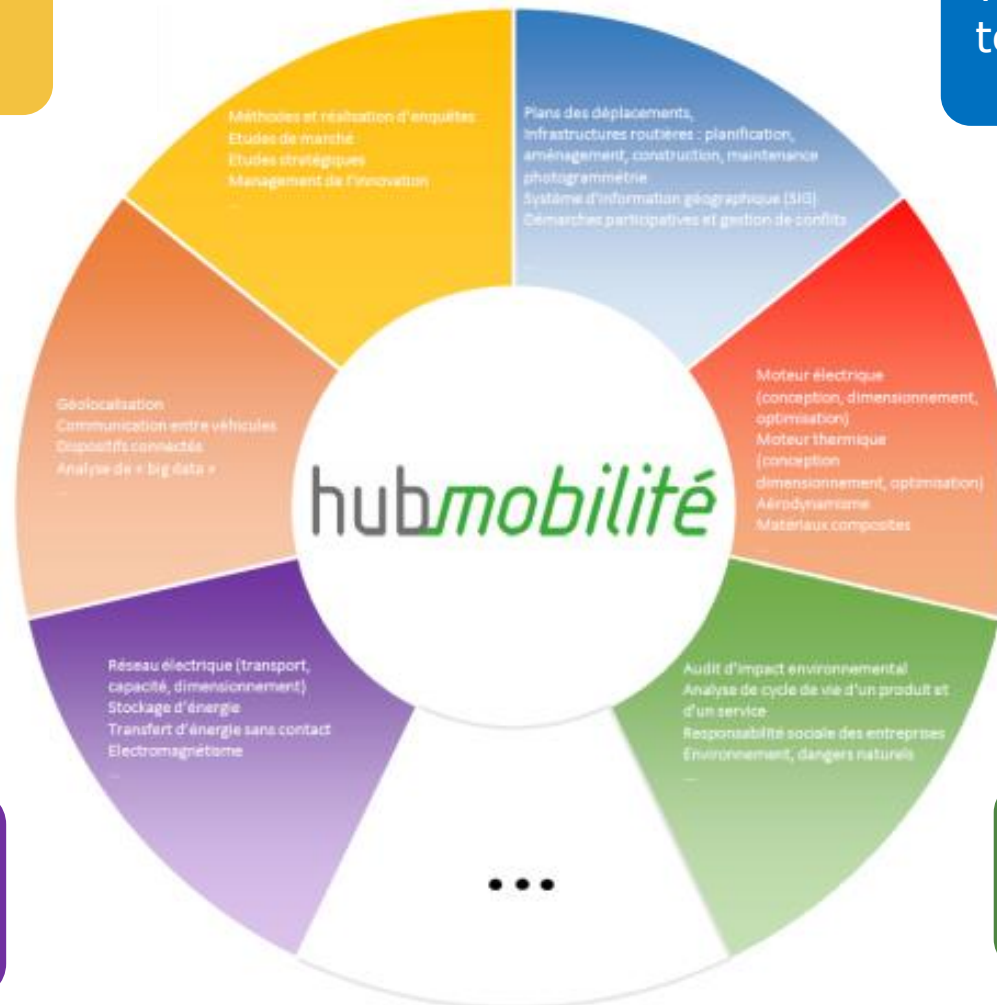 te
Méthodes et réalisation d'enquêtes
Etudes de marché
Etudes stratégiques
Management de l'innovation
...
Plans des déplacements,
Infrastructures routières : planification,
aménagement, construction, maintenance
photogrammétrie
Système d'information géographique (SIG)
Démarches participatives et gestion de conflits
Géolocalisation
Communication entre véhicules
Dispositifs connectés
Analyse de « big data »
...
Moteur électrique
(conception, dimensionnement,
optimisation)
Moteur thermique
(conception
dimensionnement, optimisation)
Aérodynamisme
Matériaux composites
hubmobilité
Réseau électrique (transport,
capacité, dimensionnement)
Stockage d'énergie
Transfert d'énergie sans contact
Electromagnétisme
...
Audit d'impact environnemental
Analyse de cycle de vie d'un produit et
d'un service
Responsabilité sociale des entreprises
Environnement, dangers naturels
...
...